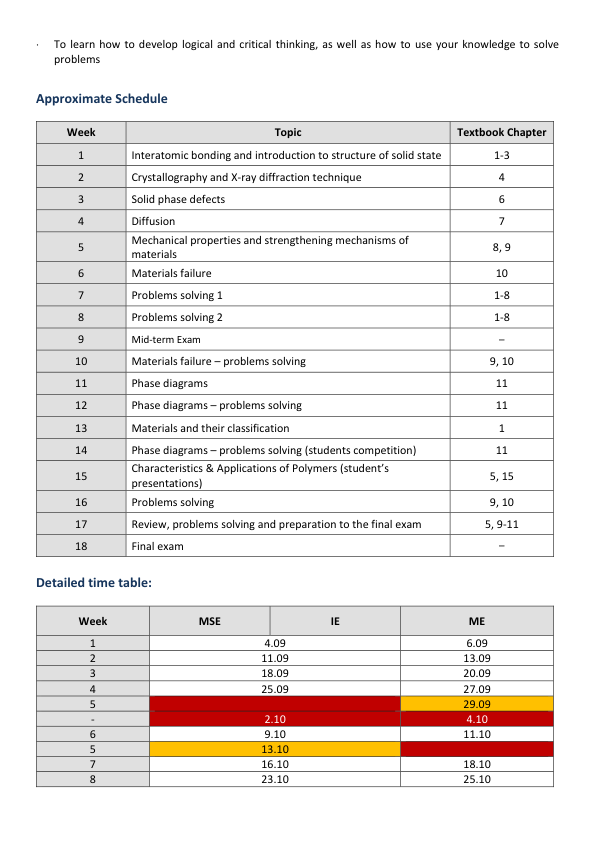 · To learn how to develop logical and critical thinking, as well as how to use your knowledge to solve
problems
Approximate Schedule
Week Topic Textbook Chapter
1 Interatomic bonding and introduction to structure of solid state 1-3
2 Crystallography and X-ray diffraction technique 4
3 Solid phase defects 6
4 Diffusion 7
5 Mechanical properties and strengthening mechanisms of
materials 8, 9
6 Materials failure 10
7 Problems solving 1 1-8
8 Problems solving 2 1-8
9 Mid-term Exam –
10 Materials failure – problems solving 9, 10
11 Phase diagrams 11
12 Phase diagrams – problems solving 11
13 Materials and their classification 1
14 Phase diagrams – problems solving (students competition) 11
15 Characteristics & Applications of Polymers (student’s
presentations) 5, 15
16 Problems solving 9, 10
17 Review, problems solving and preparation to the final exam 5, 9-11
18 Final exam –
Detailed time table:
Week MSE IE ME
1 4.09 6.09
2 11.09 13.09
3 18.09 20.09
4 25.09 27.09
5 29.09
- 2.10 4.10
6 9.10 11.10
5 13.10
7 16.10 18.10
8 23.10 25.10